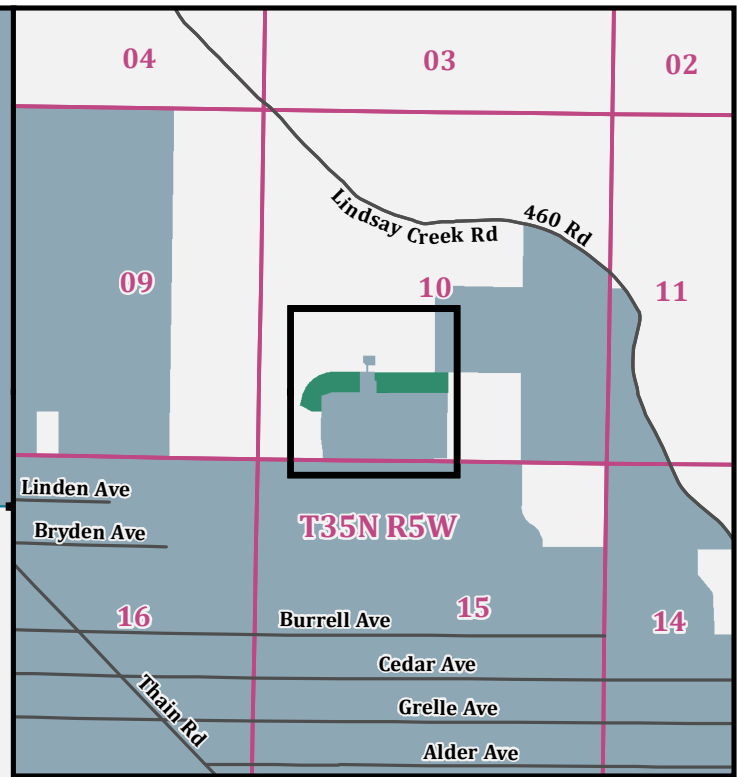 04
03
02
Lindsay Creek Rd
460 Rd
09
10
11
Linden Ave
Bryden Ave
T35N R5W
16
15
14
Burrell Ave
Cedar Ave
Thain Rd
Grelle Ave
Alder Ave